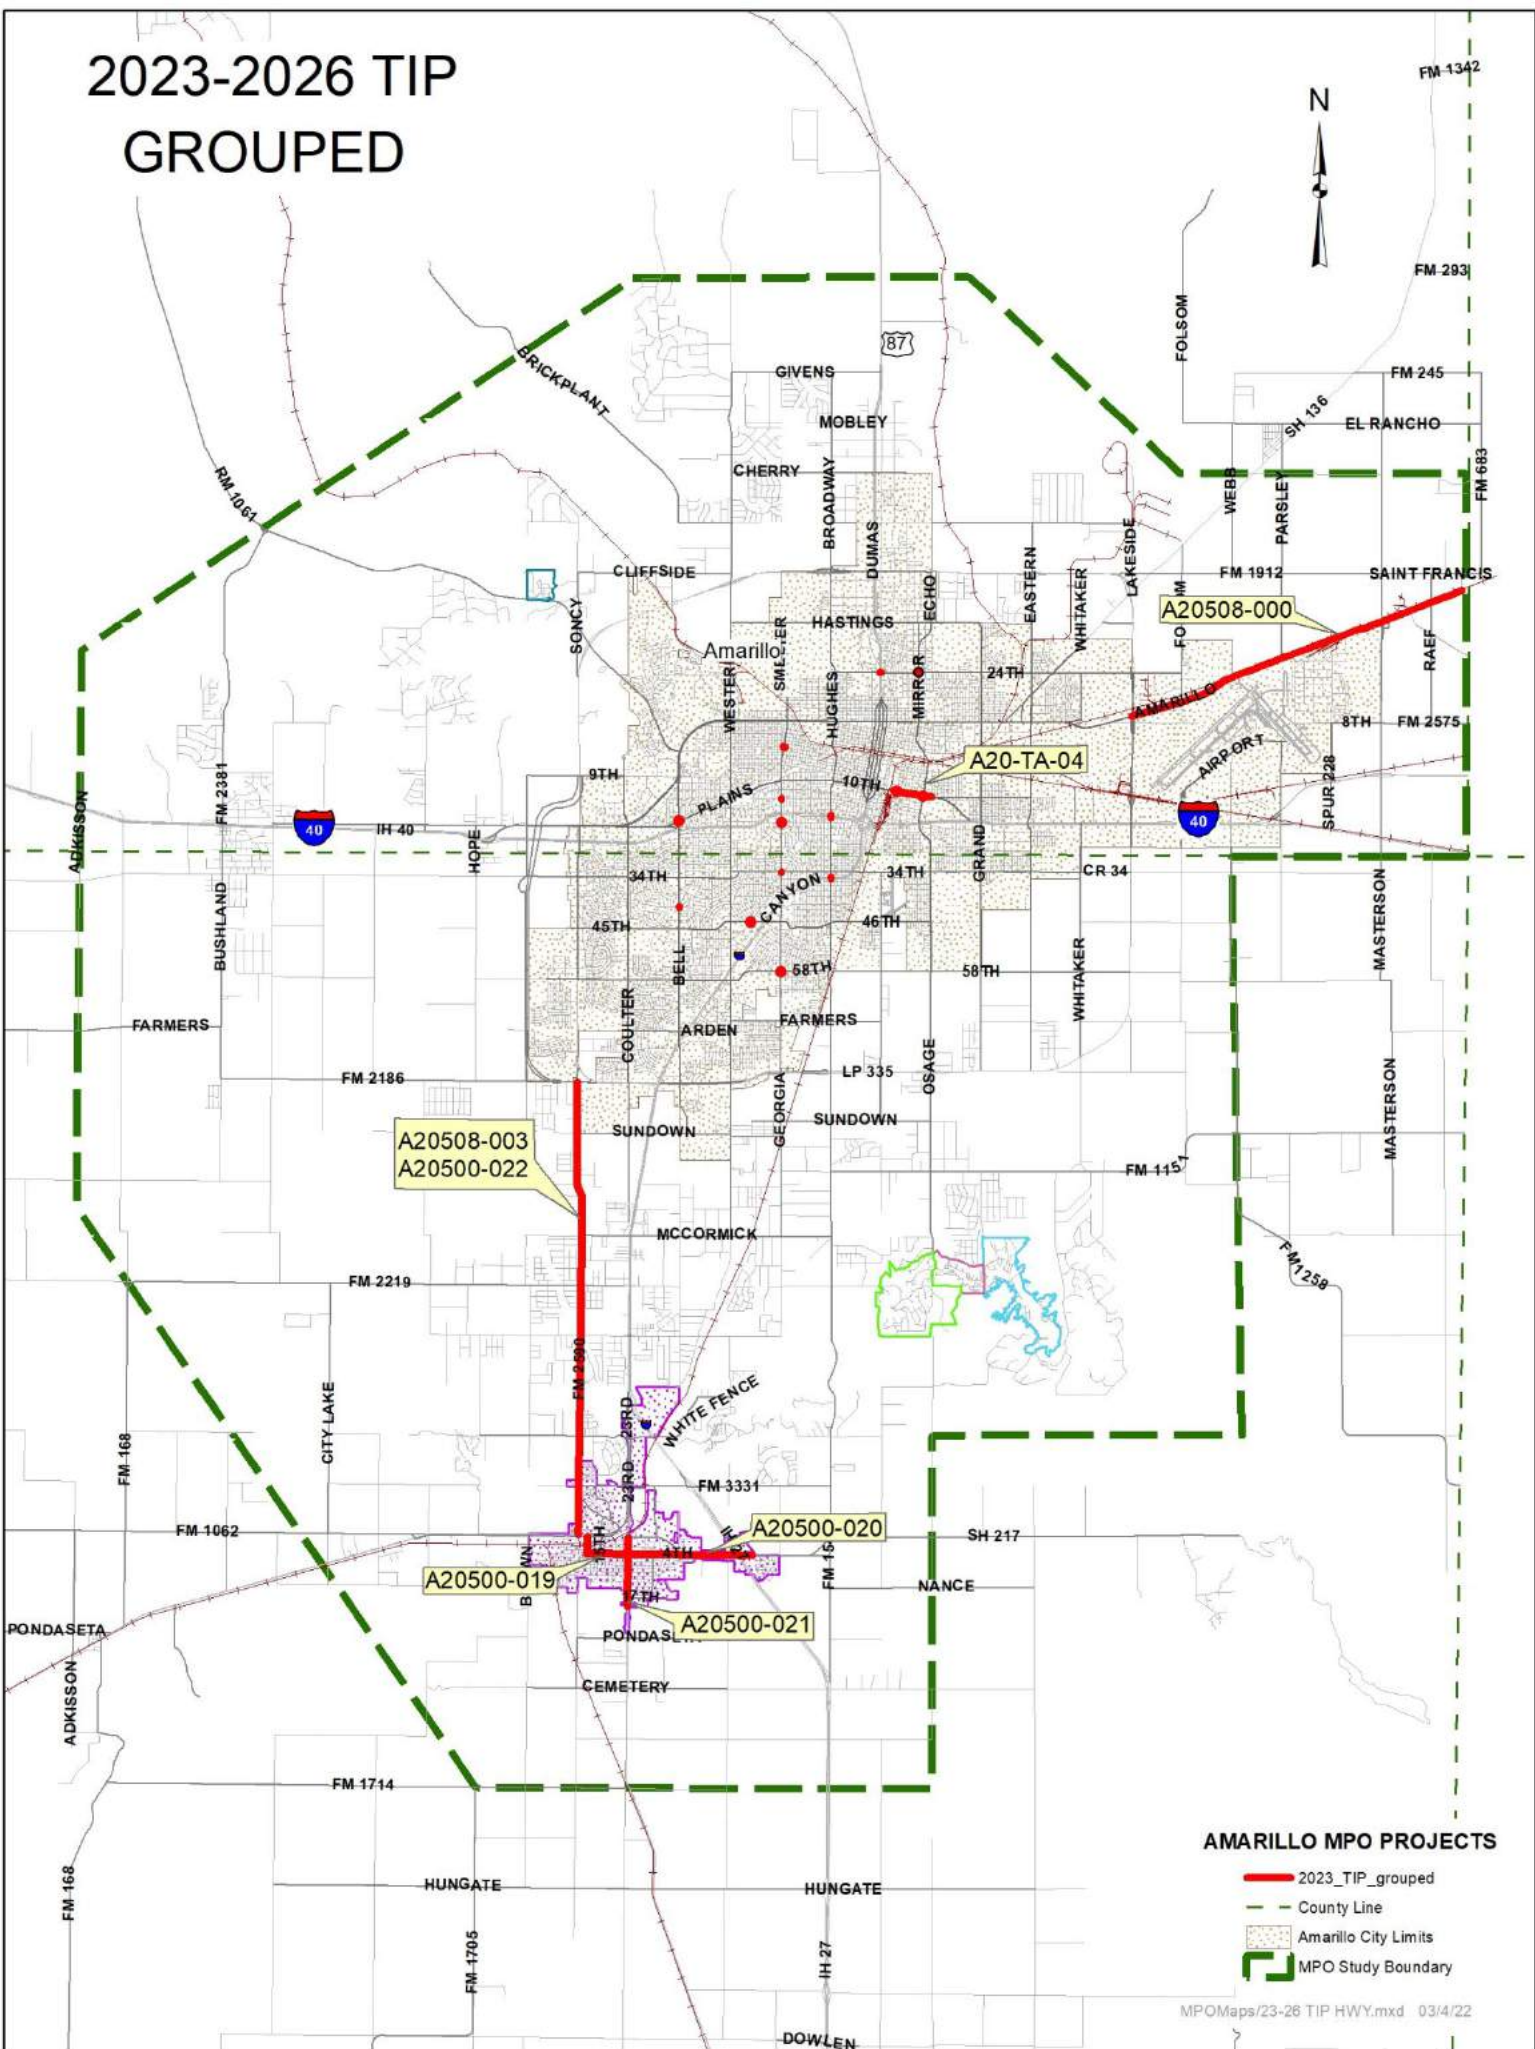 2023-2026 TIP
GROUPED
N
FM 1342
FM 293
87
FOLSOM
GIVENS
FM 245
BRICKPLANT
MOBLEY
SH 136
EL RANCHO
CHERRY
BROADWAY
RM 1061
WEBB
PARSLEY
FM 683
DUMAS
LAKESIDE
CLIFFSIDE
FM 1912
SAINT FRANCIS
SONCY
ECHO
EASTERN
WHITAKER
A20508-000
HASTINGS
Amarillo
RAEF
MIRROR
24TH
HUGHES
AMARILLO
8TH
FM 2575
A20-TA-04
AIRPORT
9TH
10TH
PLAINS
FM 2381
SPUR 228
ADKISSON
40
IH 40
40
HOPE
GRAND
34TH
34TH
CR 34
CANYON
BUSHLAND
45TH
46TH
MASTERSON
BELL
58TH
58TH
WHITAKER
FARMERS
COULTER
ARDEN
FARMERS
FM 2186
LP 335
OSAGE
GEORGIA
MASTERSON
SUNDOWN
SUNDOWN
A20508-003
A20500-022
FM 1151
MCCORMICK
FM 2219
FM1258
FM 2590
CITY LAKE
23RD
WHITE FENCE
FM 168
23RD
FM 3331
FM 1062
A20500-020
SH 217
15TH
4TH
A20500-019
NANCE
17TH
A20500-021
PONDASETA
ADKISSON
CEMETERY
FM 1714
AMARILLO MPO PROJECTS
2023_TIP_grouped
County Line
Amarillo City Limits
MPO Study Boundary
FM 168
HUNGATE
HUNGATE
FM 1705
IH 27
MPOMaps/23-26 TIP HWY.mxd 03/4/22
DOWLEN